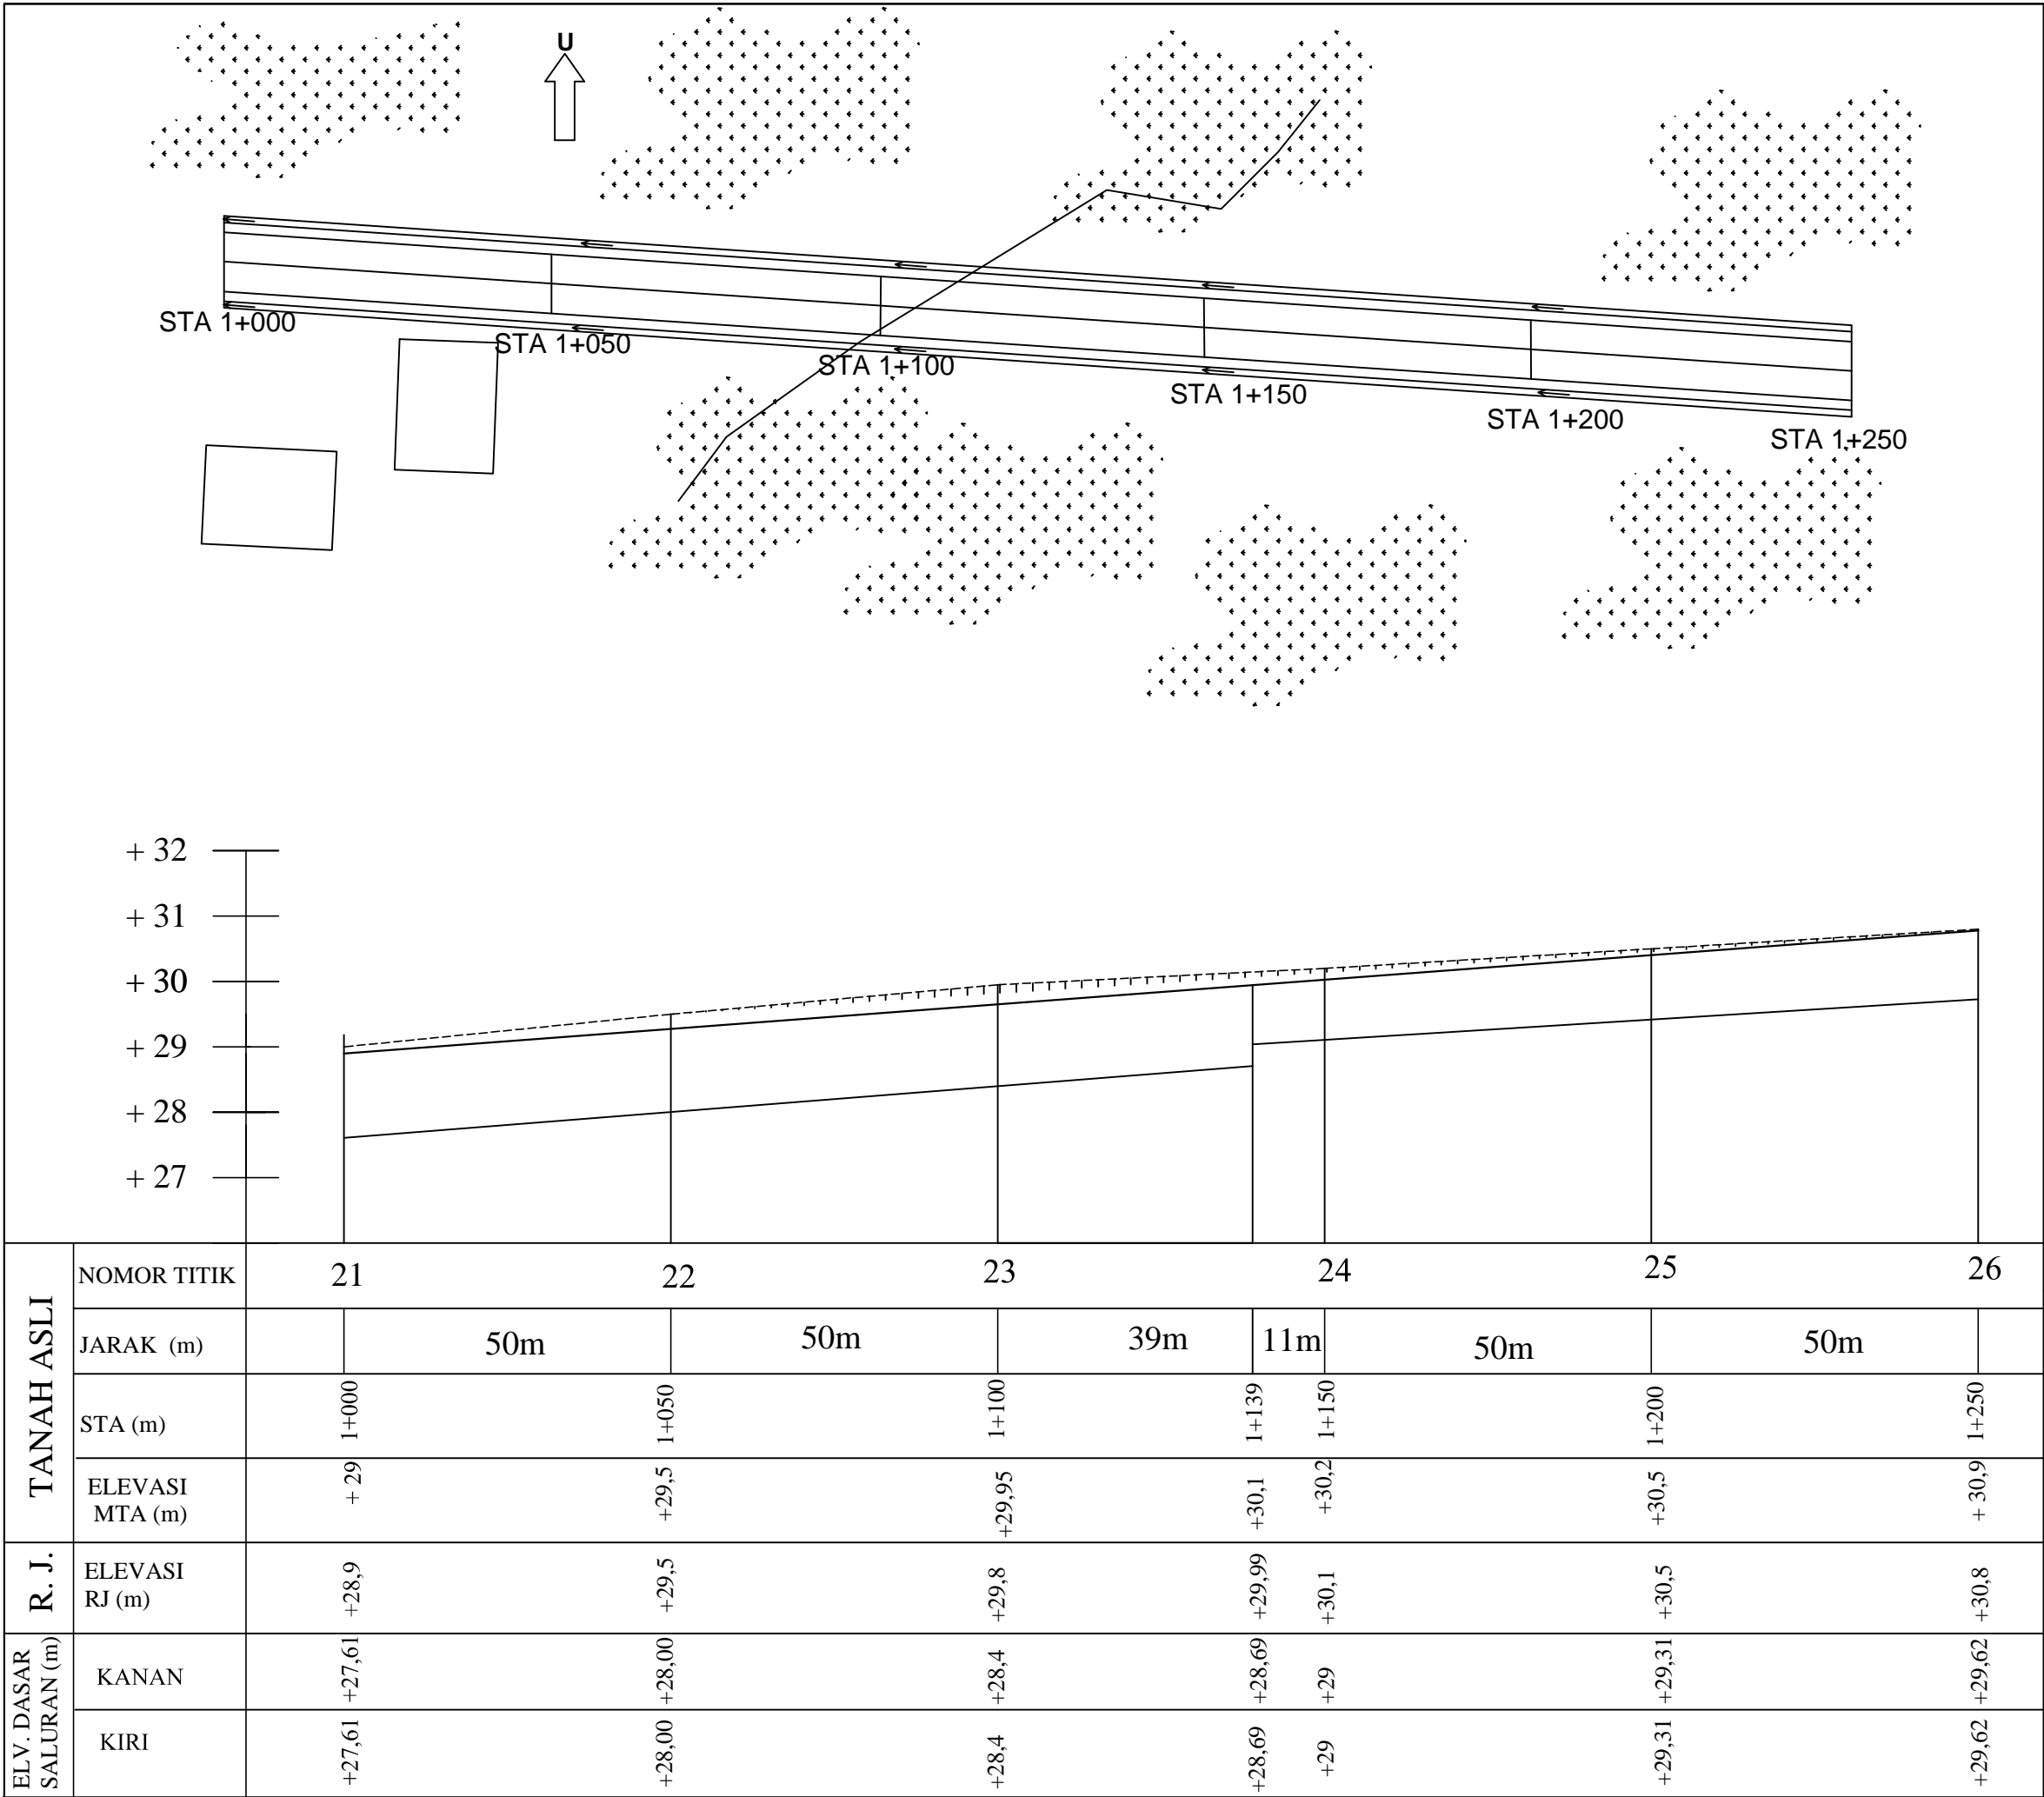 U
STA 1+000
STA 1+050
STA 1+100
STA 1+150
STA 1+200
STA 1+250
+ 32
+ 31
+ 30
+ 29
+ 28
+ 27
TANAH ASLI
NOMOR TITIK 21 22 23 24 25 26
JARAK (m) 50m 50m 39m 11m 50m 50m
STA (m) 1+000 1+050 1+100 1+139 1+150 1+200 1+250
ELEVASI
MTA (m)
+ 29 +29,5 +29,95 +30,1 +30,2 +30,5 + 30,9
R. J.
ELEVASI
RJ (m)
+28,9 +29,5 +29,8 +29,99 +30,1 +30,5 +30,8
ELV. DASAR
SALURAN (m)
KANAN +27,61 +28,00 +28,4 +28,69 +29 +29,31 +29,62
KIRI +27,61 +28,00 +28,4 +28,69 +29 +29,31 +29,62